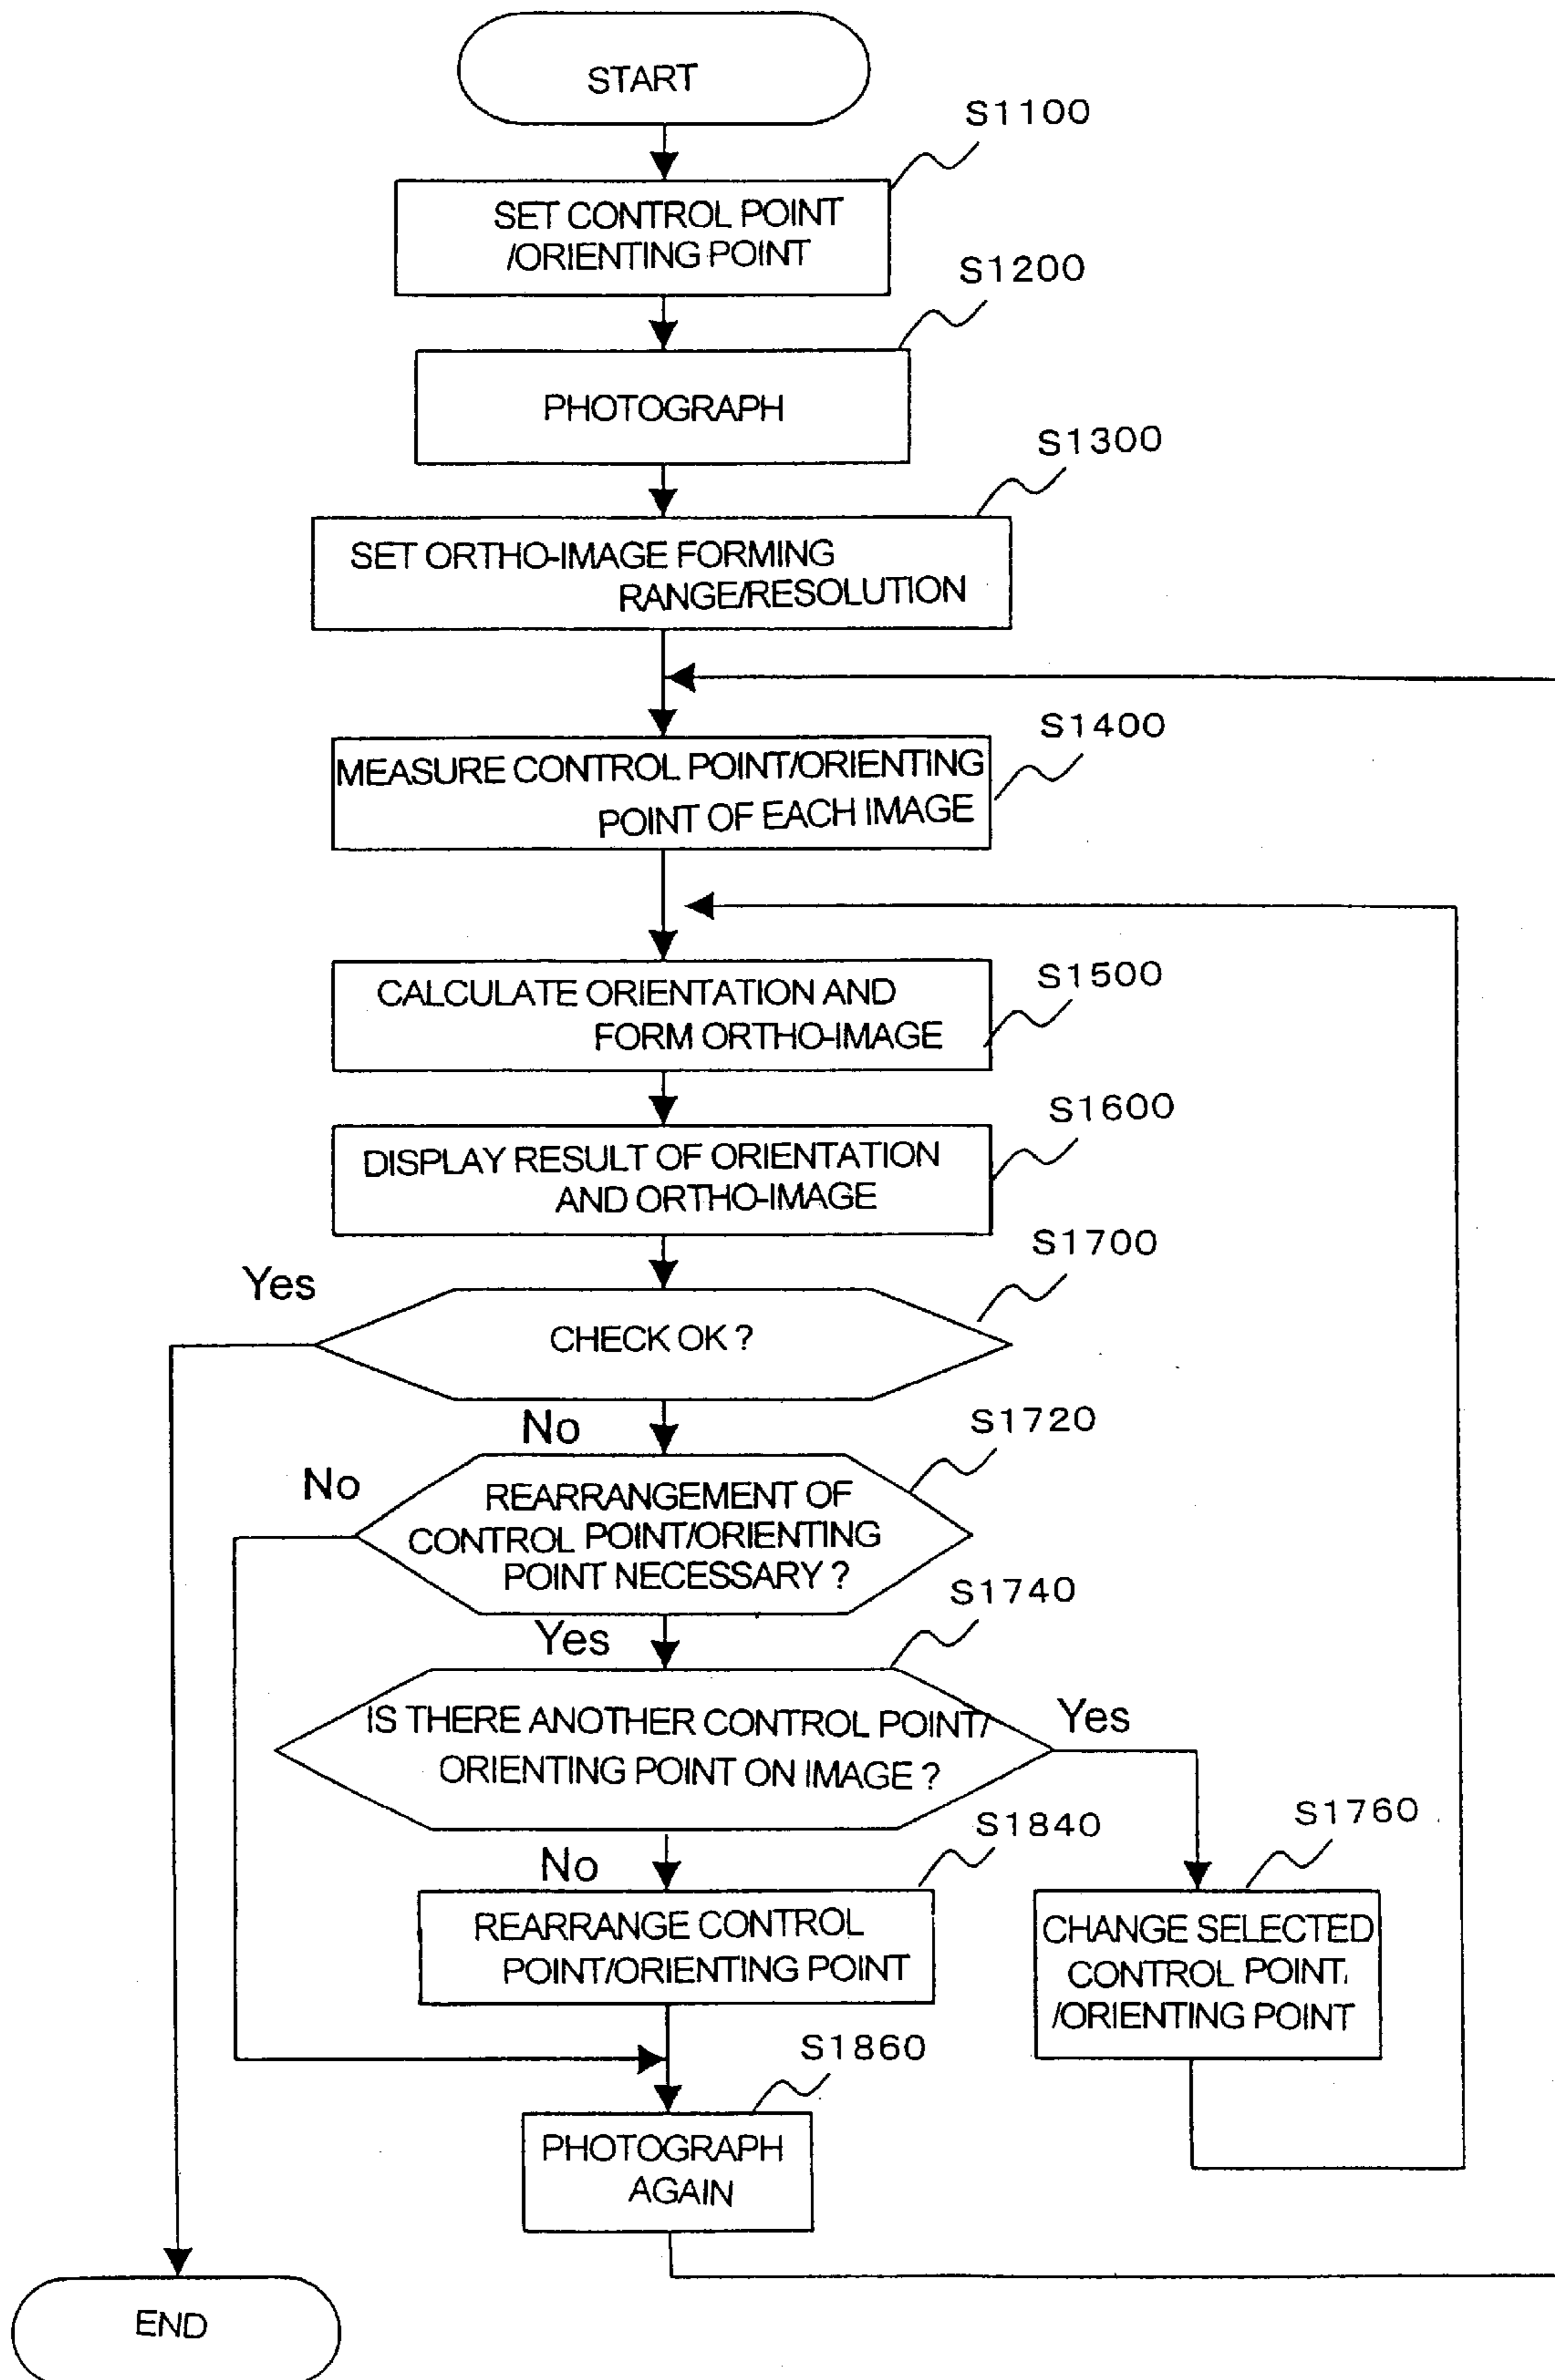 START
S1100
SET CONTROL POINT
/ORIENTING POINT
S1200
PHOTOGRAPH
S1300
SET ORTHO-IMAGE FORMING
RANGE/RESOLUTION
S1400
MEASURE CONTROL POINT/ORIENTING
POINT OF EACH IMAGE
S1500
CALCULATE ORIENTATION AND
FORM ORTHO-IMAGE
S1600
DISPLAY RESULT OF ORIENTATION
AND ORTHO-IMAGE
S1700
Yes
CHECK OK ?
No
S1720
No
REARRANGEMENT OF
CONTROL POINT/ORIENTING
POINT NECESSARY ?
S1740
Yes
IS THERE ANOTHER CONTROL POINT/
ORIENTING POINT ON IMAGE ?
Yes
S1840
S1760
No
REARRANGE CONTROL
POINT/ORIENTING POINT
CHANGE SELECTED
CONTROL POINT
/ORIENTING POINT
S1860
PHOTOGRAPH
AGAIN
END